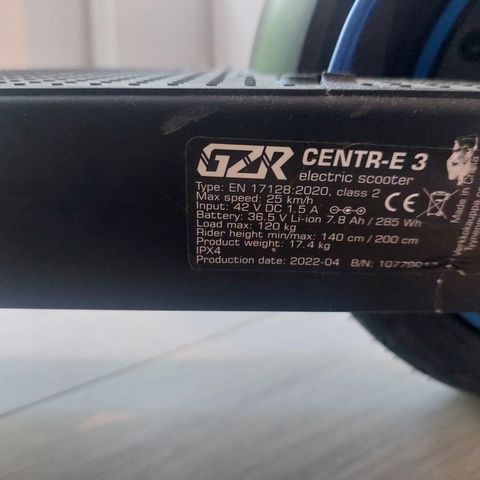 GZR CENTR-E 3
electric scooter
Type: EN 17128:2020, class 2
Max speed: 25 km/h
Input: 42 V DC 1.5 A
Battery: 36.5 V Li-ion 7.8 Ah / 285 Wh
Load max: 120 kg
Rider height min/max: 140 cm / 200 cm
Product weight: 17.4 kg
IPX4
Production date: 2022-04 B/N:
CE
Made in China